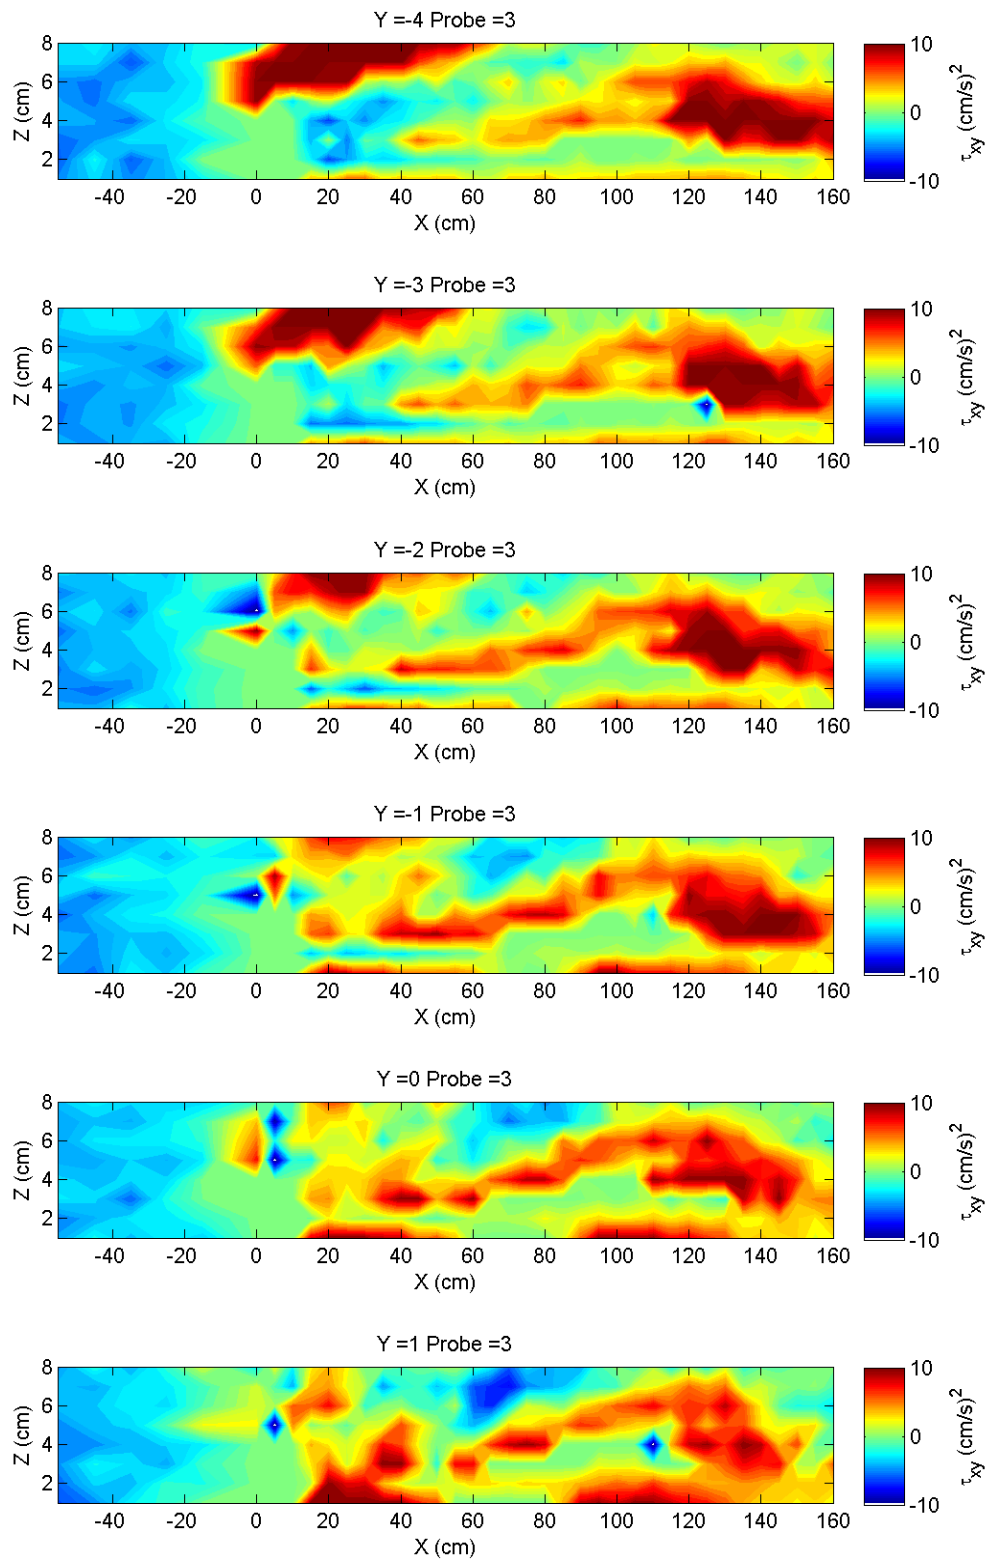 Y =-4 Probe =3
8
6
4
2
Z (cm)
-40 -20 0 20 40 60 80 100 120 140 160
X (cm)
10
0
-10
τxy (cm/s)²
Y =-3 Probe =3
8
6
4
2
Z (cm)
-40 -20 0 20 40 60 80 100 120 140 160
X (cm)
10
0
-10
τxy (cm/s)²
Y =-2 Probe =3
8
6
4
2
Z (cm)
-40 -20 0 20 40 60 80 100 120 140 160
X (cm)
10
0
-10
τxy (cm/s)²
Y =-1 Probe =3
8
6
4
2
Z (cm)
-40 -20 0 20 40 60 80 100 120 140 160
X (cm)
10
0
-10
τxy (cm/s)²
Y =0 Probe =3
8
6
4
2
Z (cm)
-40 -20 0 20 40 60 80 100 120 140 160
X (cm)
10
0
-10
τxy (cm/s)²
Y =1 Probe =3
8
6
4
2
Z (cm)
-40 -20 0 20 40 60 80 100 120 140 160
X (cm)
10
0
-10
τxy (cm/s)²